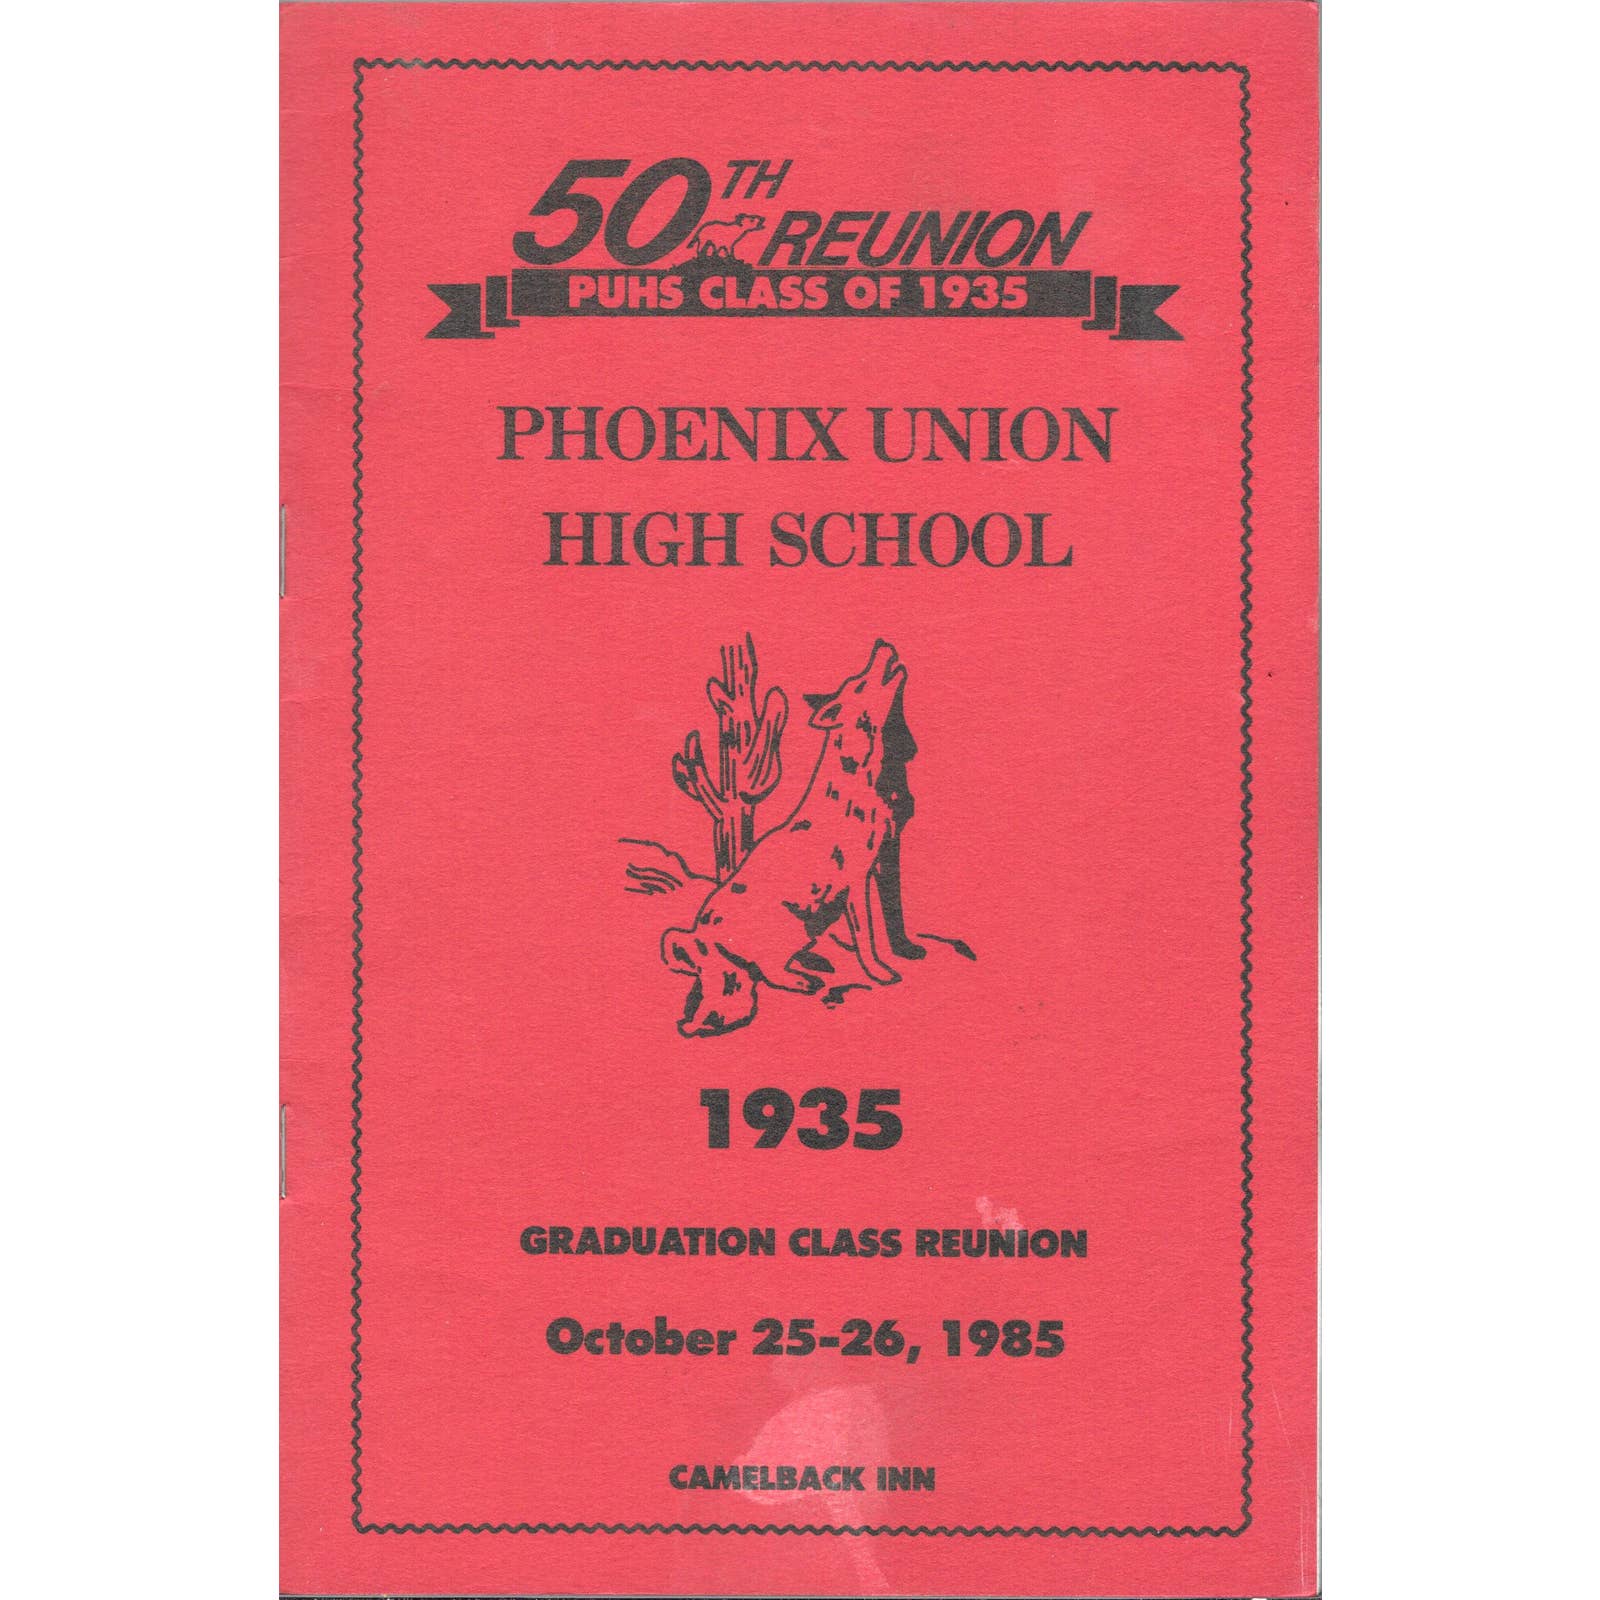 50TH REUNION
PUHS CLASS OF 1935
PHOENIX UNION
HIGH SCHOOL
1935
GRADUATION CLASS REUNION
October 25-26, 1985
CAMELBACK INN